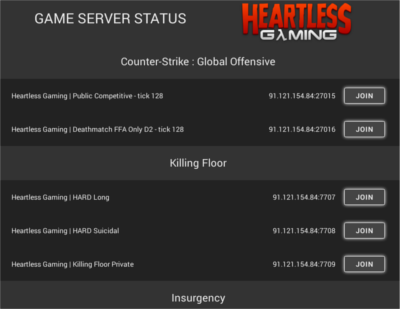 GAME SERVER STATUS
HEARTLESS
GAMING
Counter-Strike : Global Offensive
Heartless Gaming | Public Competitive - tick 128 91.121.154.84:27015 JOIN
Heartless Gaming | Deathmatch FFA Only D2 - tick 128 91.121.154.84:27016 JOIN
Killing Floor
Heartless Gaming | HARD Long 91.121.154.84:7707 JOIN
Heartless Gaming | HARD Suicidal 91.121.154.84:7708 JOIN
Heartless Gaming | Killing Floor Private 91.121.154.84:7709 JOIN
Insurgency